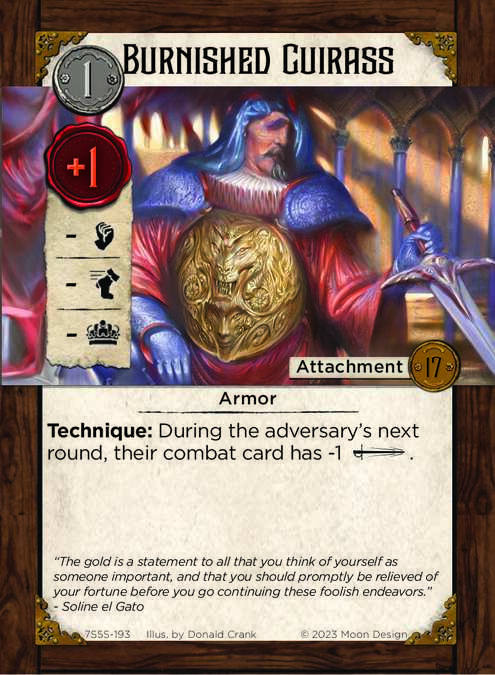 1
BURNISHED CUIRASS
+1
-
-
-
Attachment 17
Armor
Technique: During the adversary's next
round, their combat card has -1 .
"The gold is a statement to all that you think of yourself as
someone important, and that you should promptly be relieved of
your fortune before you go continuing these foolish endeavors."
- Soline el Gato
7S5S-193 Illus. by Donald Crank © 2023 Moon Design